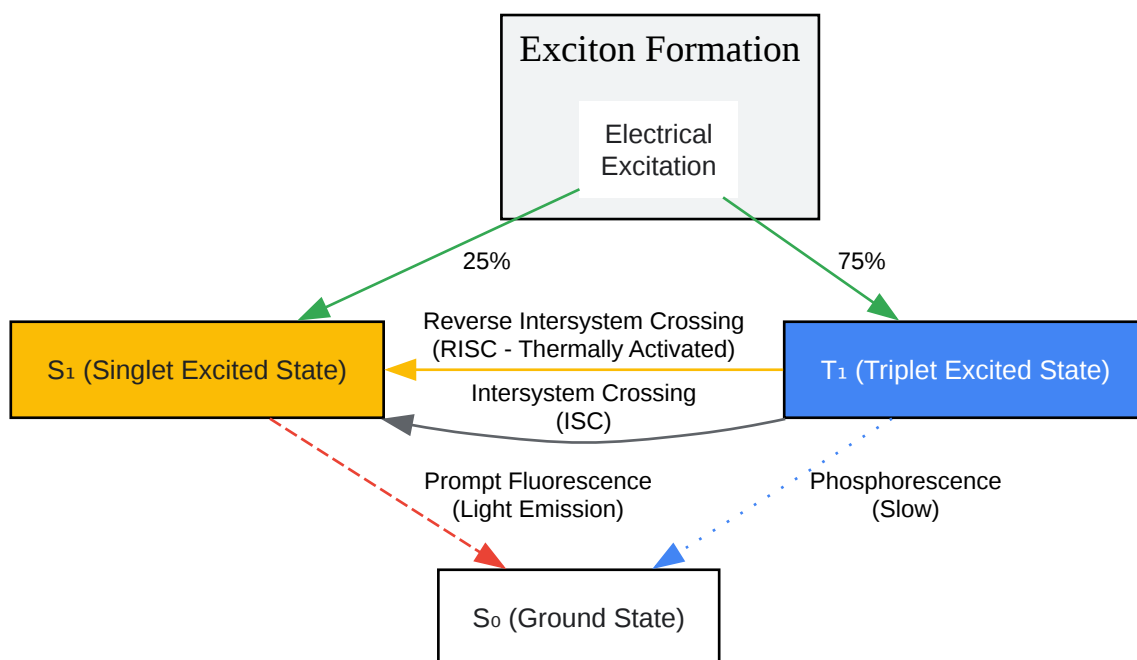 Exciton Formation
Electrical
Excitation
25%
75%
Reverse Intersystem Crossing
(RISC - Thermally Activated)
S₁ (Singlet Excited State)
T₁ (Triplet Excited State)
Intersystem Crossing
(ISC)
Prompt Fluorescence
(Light Emission)
Phosphorescence
(Slow)
S₀ (Ground State)